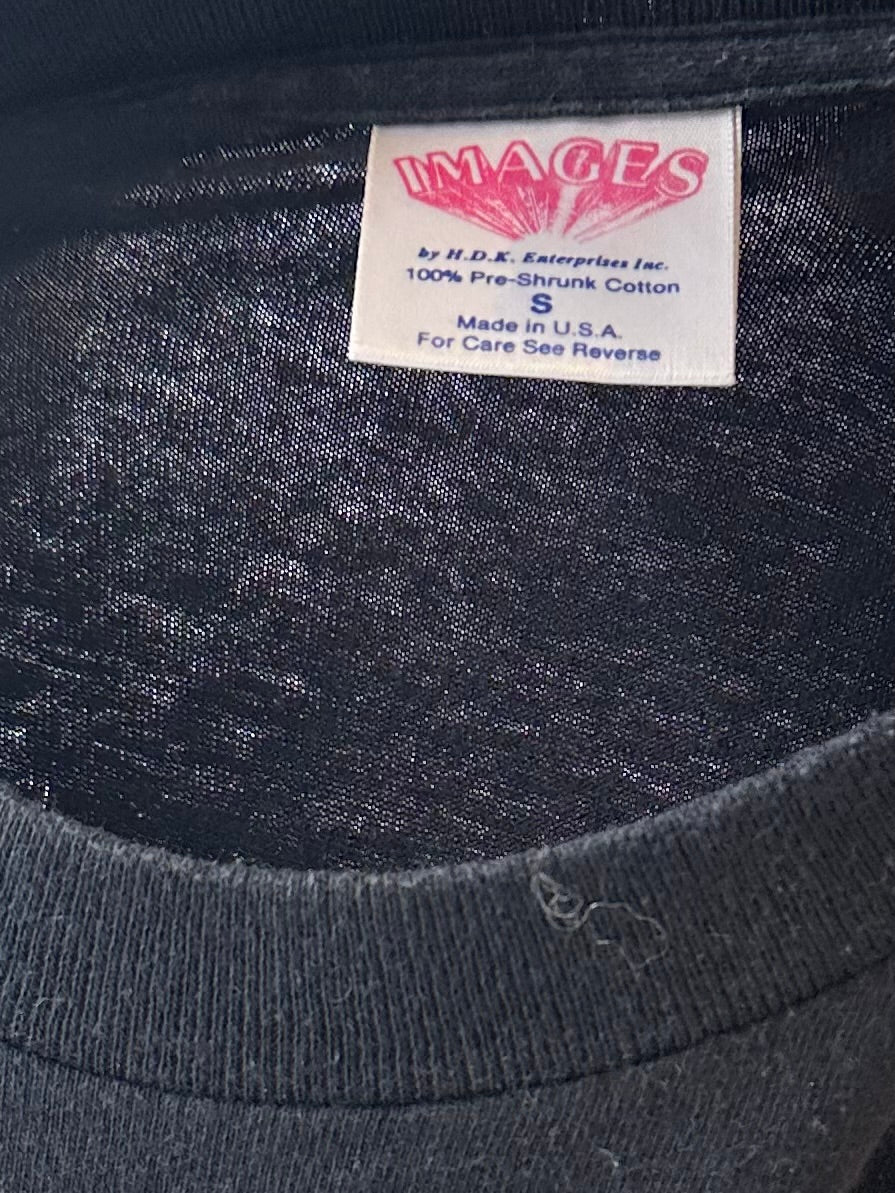 IMAGES
by H.D.K. Enterprises Inc.
100% Pre-Shrunk Cotton
S
Made in U.S.A.
For Care See Reverse